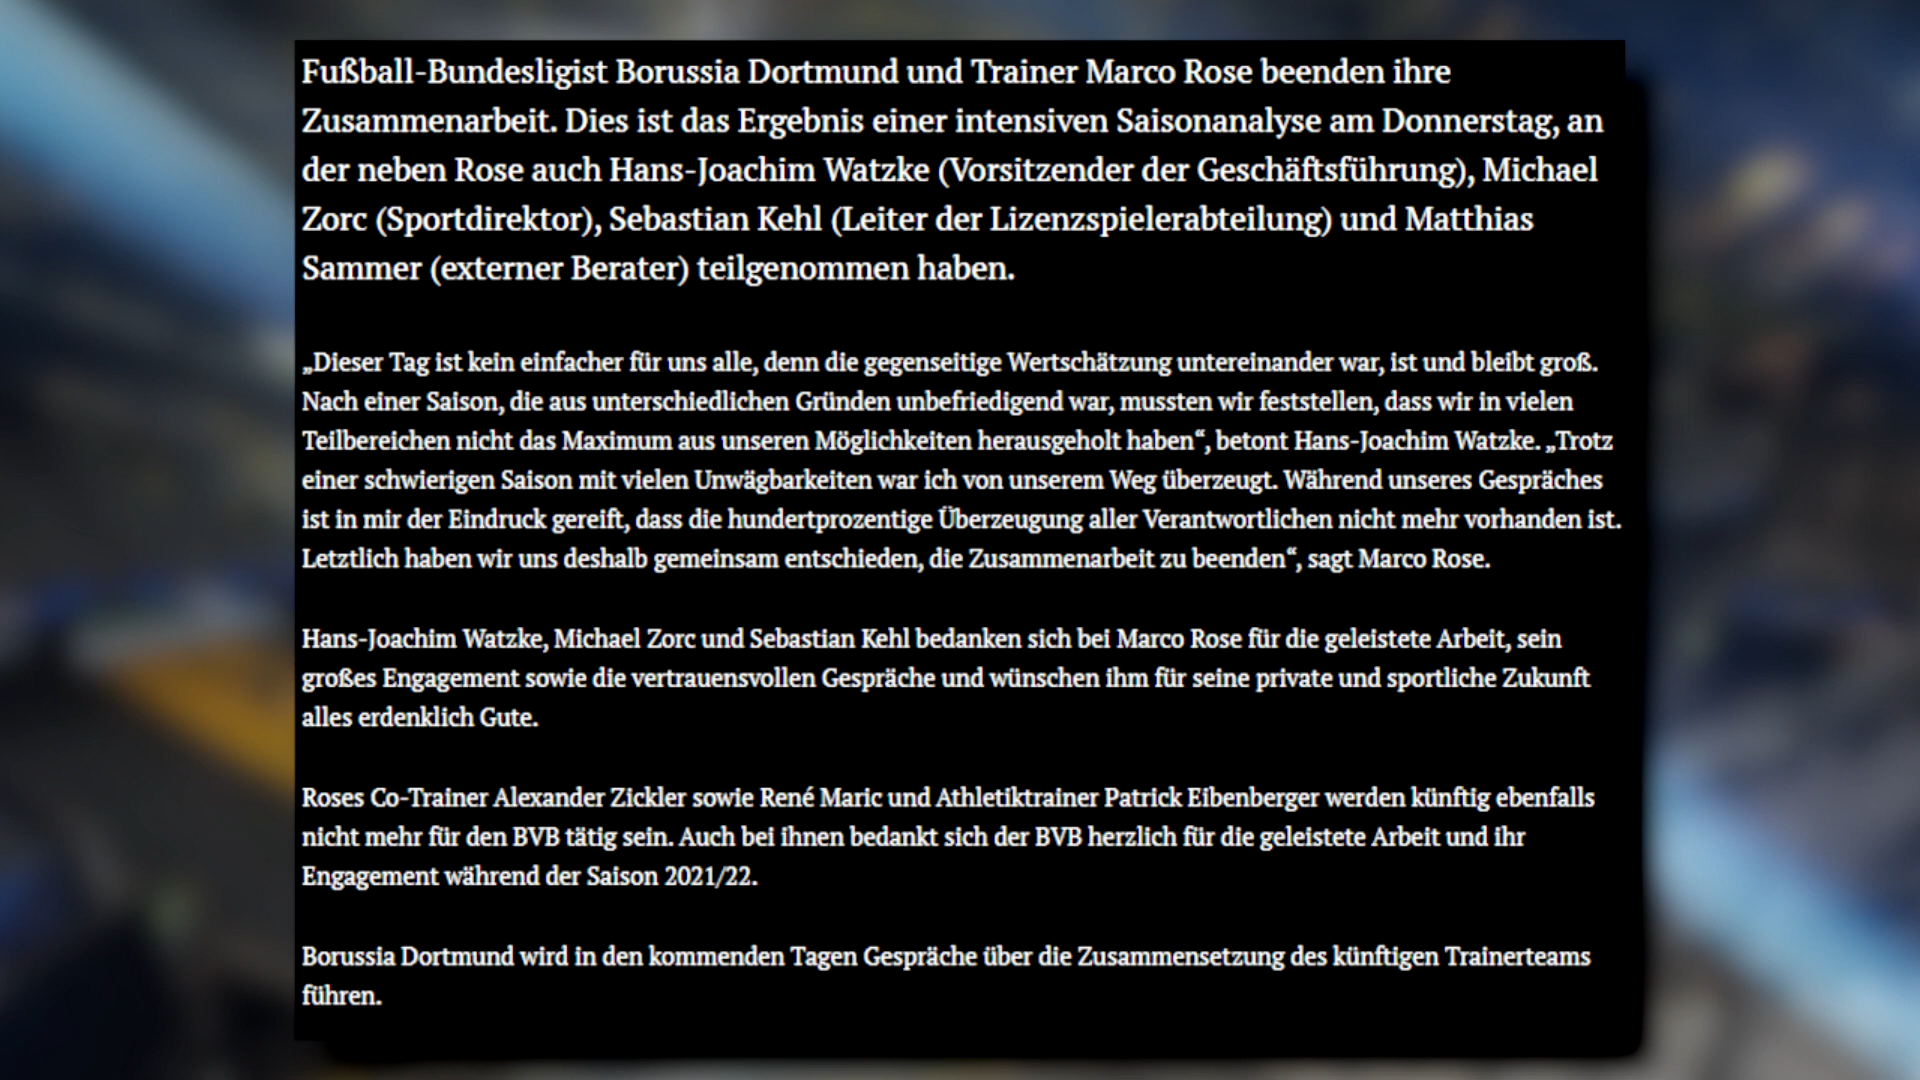 Fußball-Bundesligist Borussia Dortmund und Trainer Marco Rose beenden ihre
Zusammenarbeit. Dies ist das Ergebnis einer intensiven Saisonanalyse am Donnerstag, an
der neben Rose auch Hans-Joachim Watzke (Vorsitzender der Geschäftsführung), Michael
Zorc (Sportdirektor), Sebastian Kehl (Leiter der Lizenzspielerabteilung) und Matthias
Sammer (externer Berater) teilgenommen haben.
„Dieser Tag ist kein einfacher für uns alle, denn die gegenseitige Wertschätzung untereinander war, ist und bleibt groß.
Nach einer Saison, die aus unterschiedlichen Gründen unbefriedigend war, mussten wir feststellen, dass wir in vielen
Teilbereichen nicht das Maximum aus unseren Möglichkeiten herausgeholt haben“, betont Hans-Joachim Watzke. „Trotz
einer schwierigen Saison mit vielen Unwägbarkeiten war ich von unserem Weg überzeugt. Während unseres Gespräches
ist in mir der Eindruck gereift, dass die hundertprozentige Überzeugung aller Verantwortlichen nicht mehr vorhanden ist.
Letztlich haben wir uns deshalb gemeinsam entschieden, die Zusammenarbeit zu beenden“, sagt Marco Rose.
Hans-Joachim Watzke, Michael Zorc und Sebastian Kehl bedanken sich bei Marco Rose für die geleistete Arbeit, sein
großes Engagement sowie die vertrauensvollen Gespräche und wünschen ihm für seine private und sportliche Zukunft
alles erdenklich Gute.
Roses Co-Trainer Alexander Zickler sowie René Maric und Athletiktrainer Patrick Eibenberger werden künftig ebenfalls
nicht mehr für den BVB tätig sein. Auch bei ihnen bedankt sich der BVB herzlich für die geleistete Arbeit und ihr
Engagement während der Saison 2021/22.
Borussia Dortmund wird in den kommenden Tagen Gespräche über die Zusammensetzung des künftigen Trainerteams
führen.